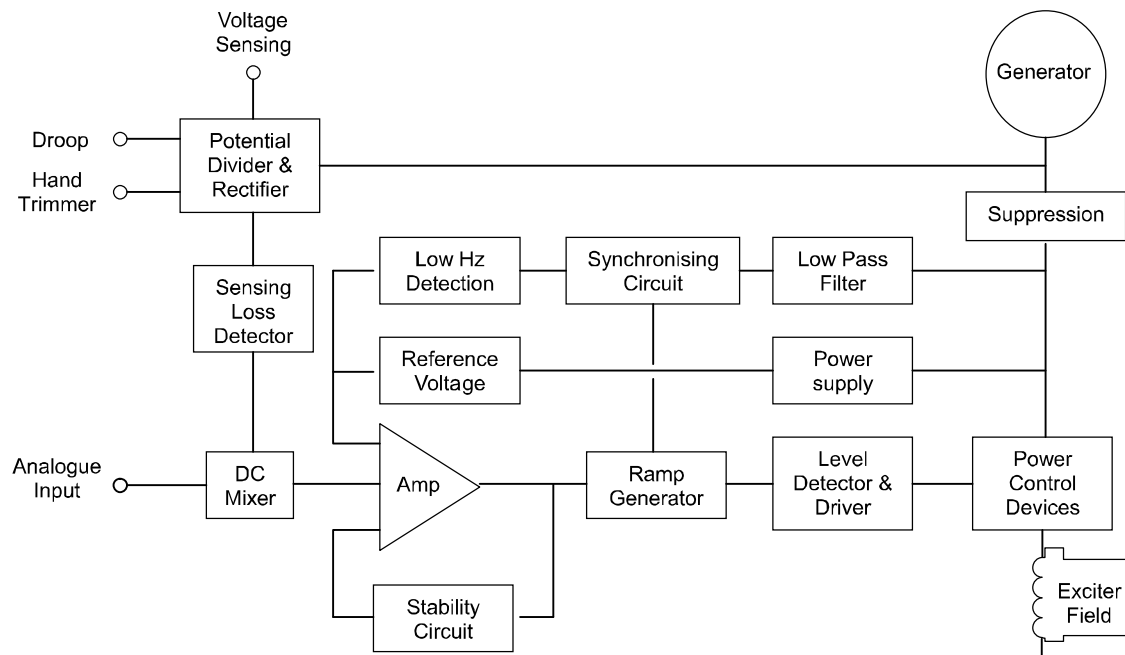 Voltage
Sensing
Generator
Droop
Potential
Divider &
Rectifier
Hand
Trimmer
Suppression
Low Hz
Detection
Synchronising
Circuit
Low Pass
Filter
Sensing
Loss
Detector
Reference
Voltage
Power
supply
Analogue
Input
DC
Mixer
Amp
Ramp
Generator
Level
Detector &
Driver
Power
Control
Devices
Stability
Circuit
Exciter
Field